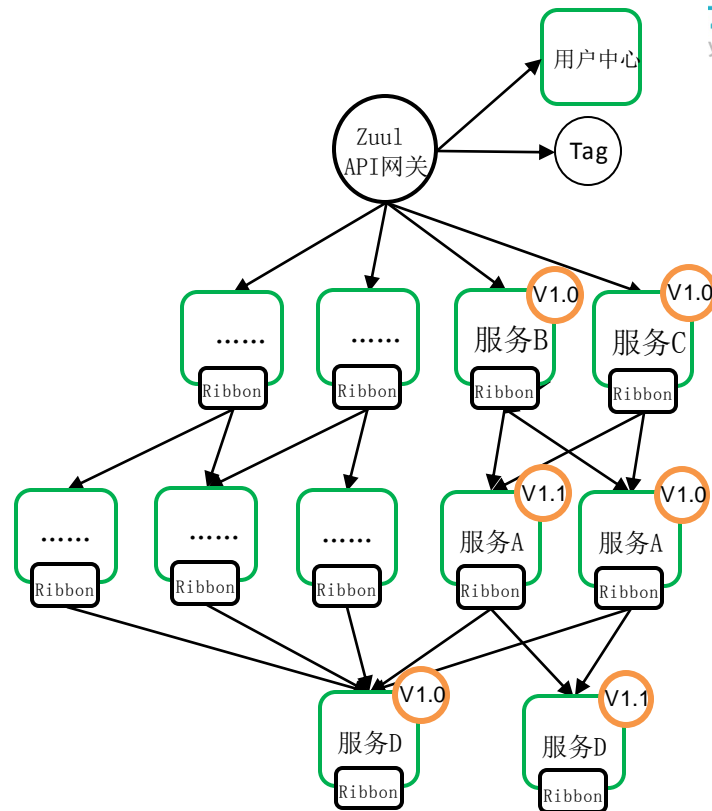 用户中心
Zuul
API网关
Tag
V1.0
V1.0
……
……
服务B
服务C
Ribbon
Ribbon
Ribbon
Ribbon
V1.1
V1.0
……
……
……
服务A
服务A
Ribbon
Ribbon
Ribbon
Ribbon
Ribbon
V1.0
V1.1
服务D
服务D
Ribbon
Ribbon